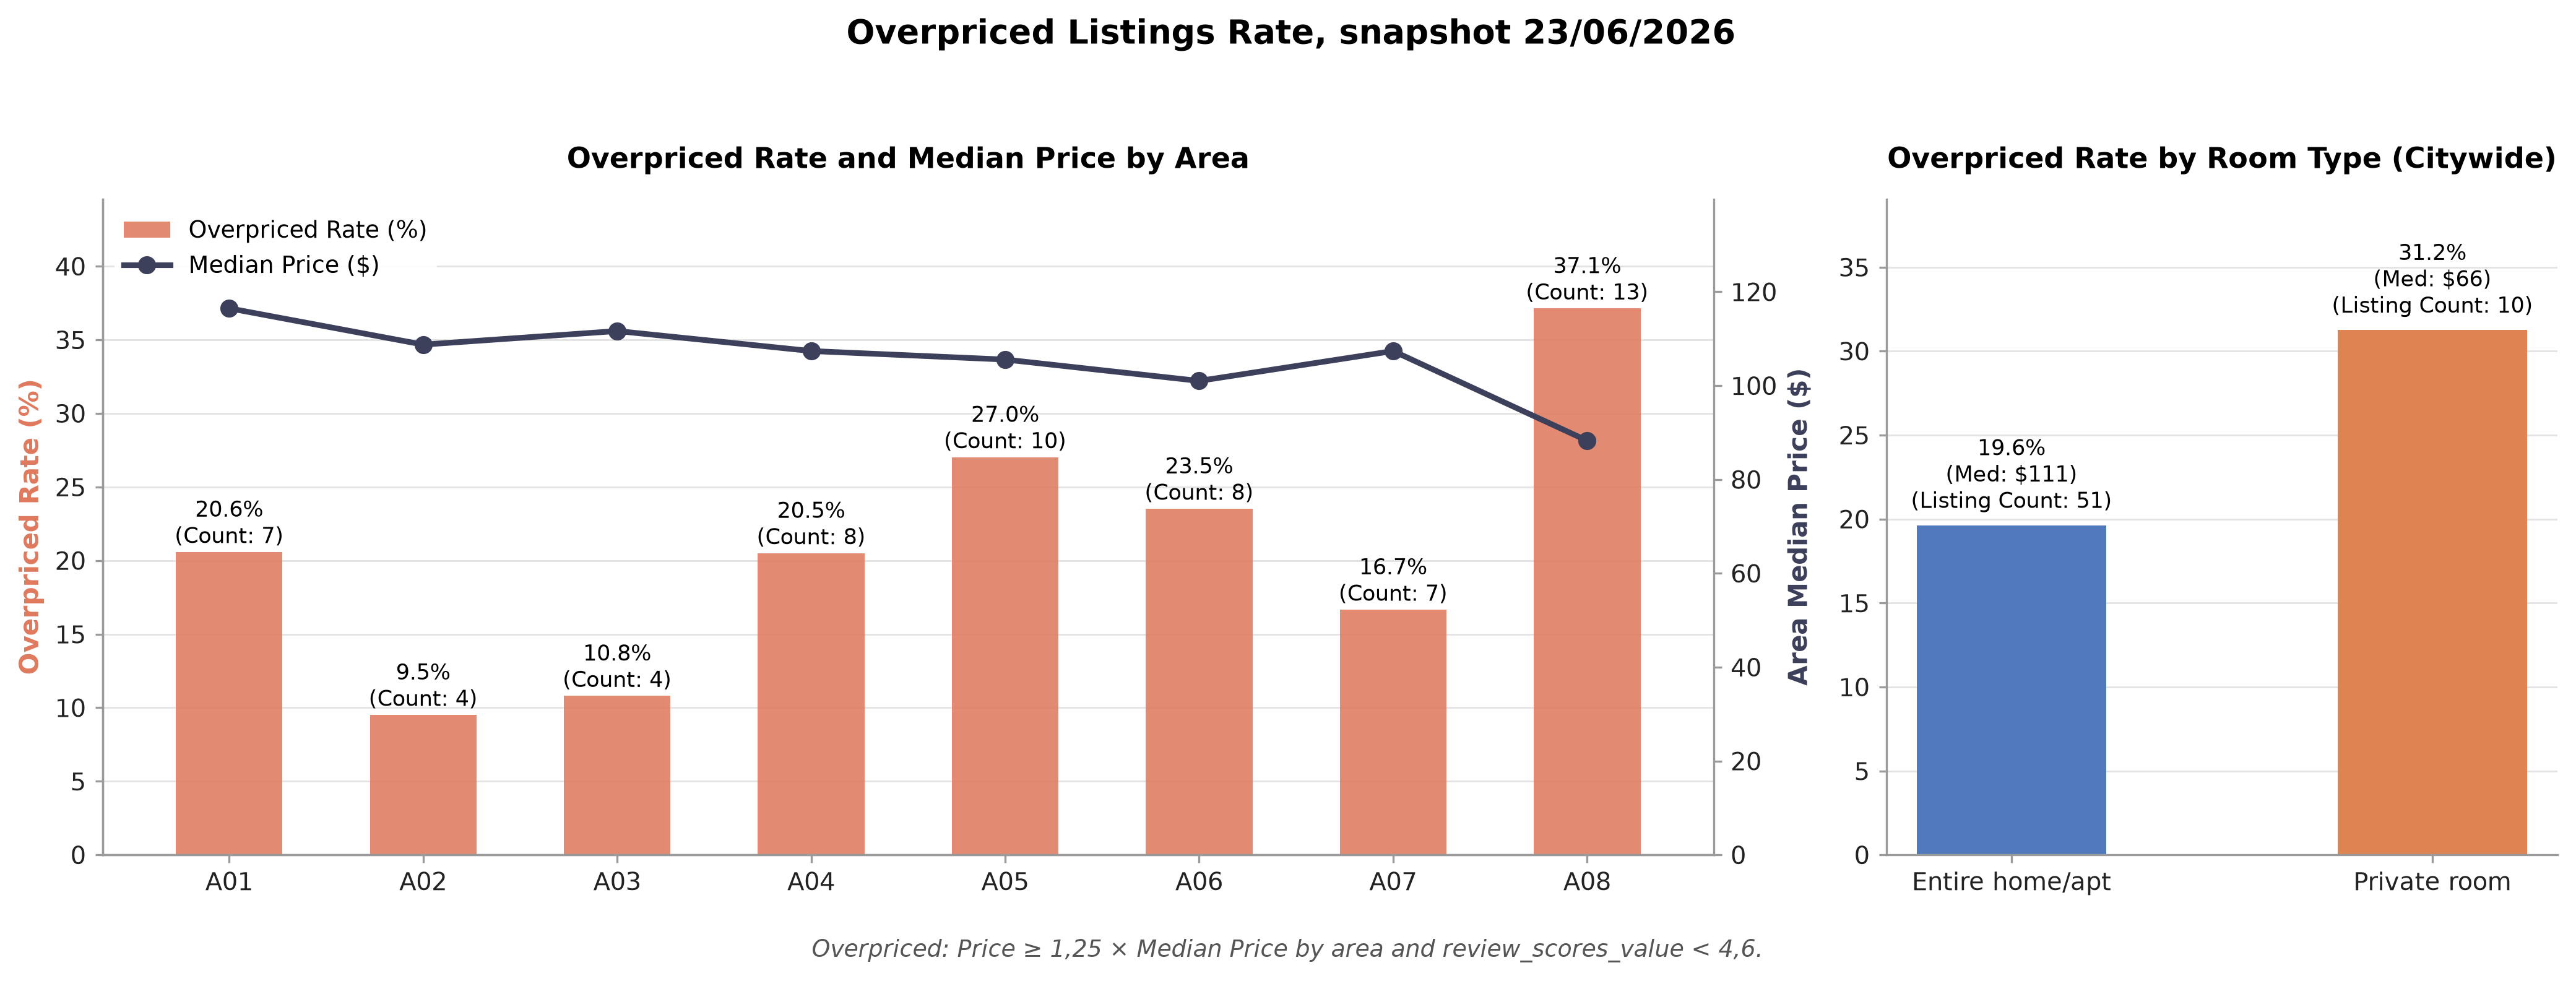 Overpriced Listings Rate, snapshot 23/06/2026
Overpriced Rate and Median Price by Area
Overpriced Rate (%)
Median Price ($)
Overpriced Rate (%)
40
35
30
25
20
15
10
5
0
20.6%
(Count: 7)
9.5%
(Count: 4)
10.8%
(Count: 4)
20.5%
(Count: 8)
27.0%
(Count: 10)
23.5%
(Count: 8)
16.7%
(Count: 7)
37.1%
(Count: 13)
A01
A02
A03
A04
A05
A06
A07
A08
120
100
80
60
40
20
0
Area Median Price ($)
Overpriced Rate by Room Type (Citywide)
35
30
25
20
15
10
5
0
19.6%
(Med: $111)
(Listing Count: 51)
31.2%
(Med: $66)
(Listing Count: 10)
Entire home/apt
Private room
Overpriced: Price ≥ 1,25 × Median Price by area and review_scores_value < 4,6.